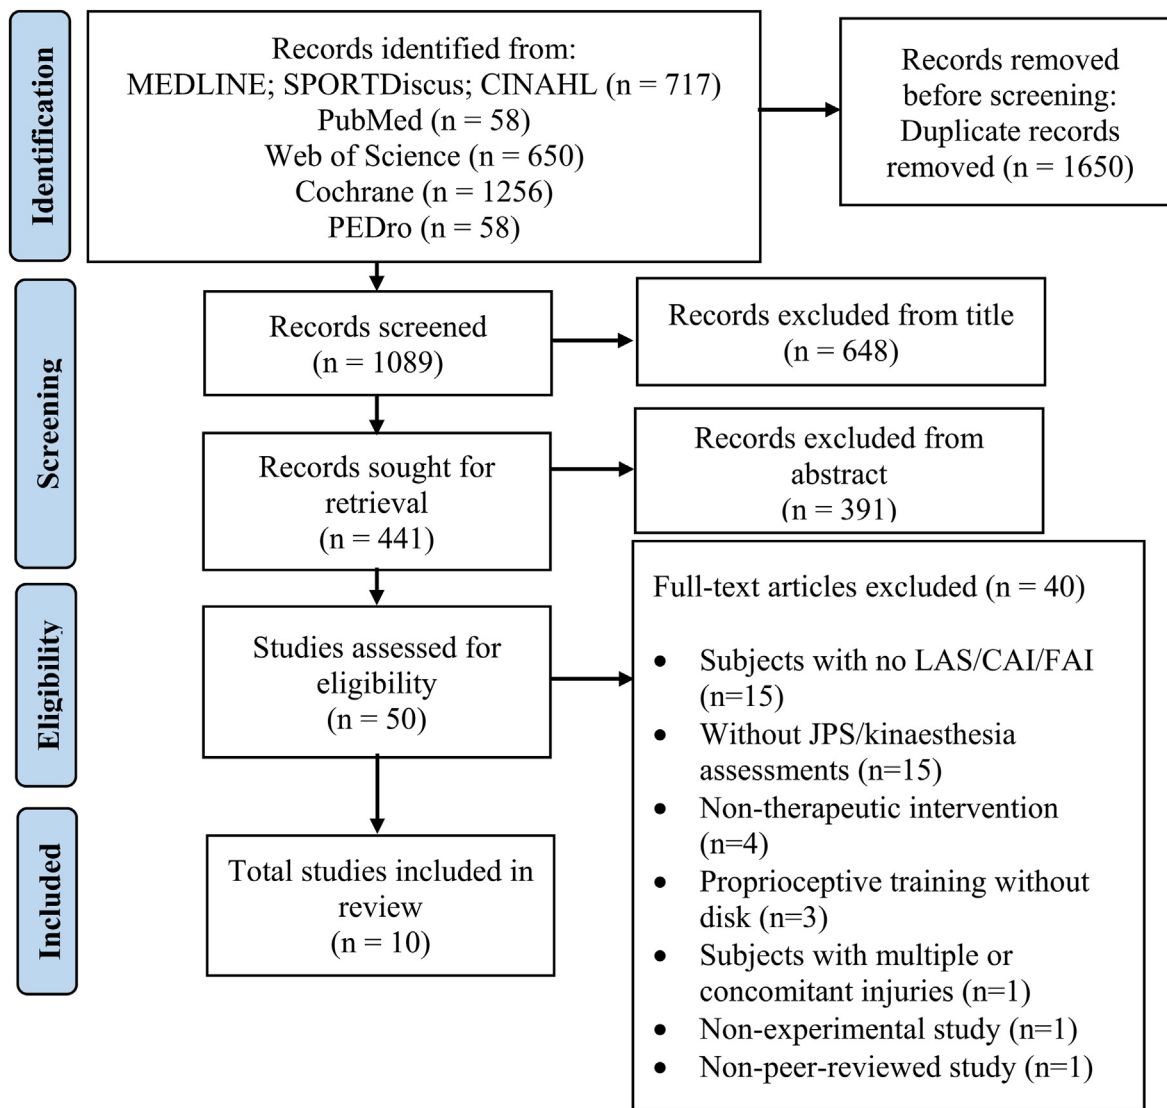 Identification
Records identified from:
MEDLINE; SPORTDiscus; CINAHL (n = 717)
PubMed (n = 58)
Web of Science (n = 650)
Cochrane (n = 1256)
PEDro (n = 58)
Records removed
before screening:
Duplicate records
removed (n = 1650)
Screening
Records screened
(n = 1089)
Records excluded from title
(n = 648)
Records sought for
retrieval
(n = 441)
Records excluded from
abstract
(n = 391)
Eligibility
Studies assessed for
eligibility
(n = 50)
Full-text articles excluded (n = 40)
• Subjects with no LAS/CAI/FAI
(n=15)
• Without JPS/kinaesthesia
assessments (n=15)
• Non-therapeutic intervention
(n=4)
• Proprioceptive training without
disk (n=3)
• Subjects with multiple or
concomitant injuries (n=1)
• Non-experimental study (n=1)
• Non-peer-reviewed study (n=1)
Included
Total studies included in
review
(n = 10)